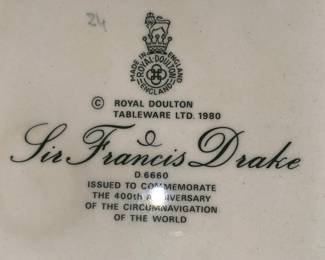 24
MADE IN ENGLAND
ROYAL DOULTON
ENGLAND
© ROYAL DOULTON
TABLEWARE LTD. 1980
Sir Francis Drake
D.6660
ISSUED TO COMMEMORATE
THE 400th ANNIVERSARY
OF THE CIRCUMNAVIGATION
OF THE WORLD